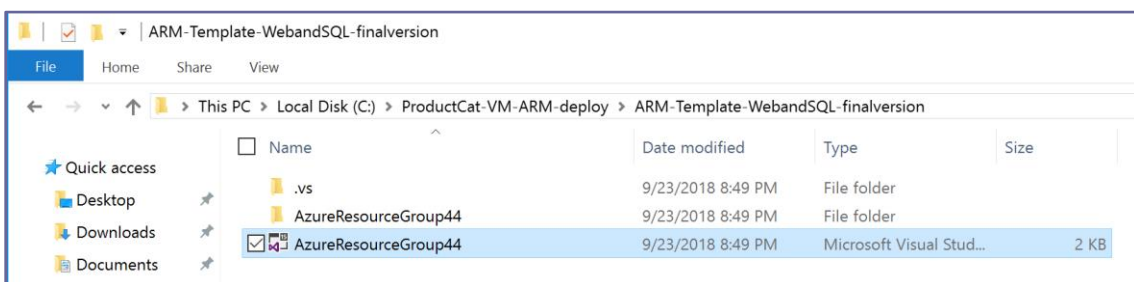 ARM-Template-WebandSQL-finalversion
File Home Share View
This PC > Local Disk (C:) > ProductCat-VM-ARM-deploy > ARM-Template-WebandSQL-finalversion
Name Date modified Type Size
Quick access
.vs 9/23/2018 8:49 PM File folder
Desktop
AzureResourceGroup44 9/23/2018 8:49 PM File folder
Downloads
AzureResourceGroup44 9/23/2018 8:49 PM Microsoft Visual Stud... 2 KB
Documents